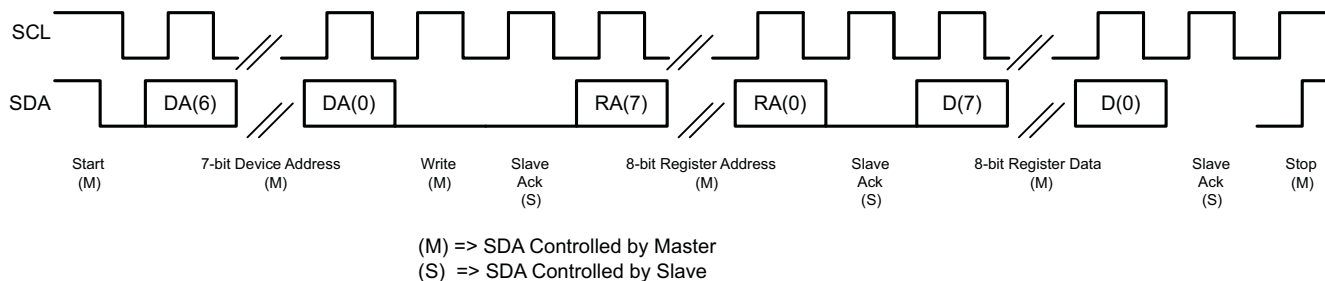 SCL
SDA
DA(6)
DA(0)
RA(7)
RA(0)
D(7)
D(0)
Start
(M)
7-bit Device Address
(M)
Write
(M)
Slave
Ack
(S)
8-bit Register Address
(M)
Slave
Ack
(S)
8-bit Register Data
(M)
Slave
Ack
(S)
Stop
(M)
(M) => SDA Controlled by Master
(S) => SDA Controlled by Slave